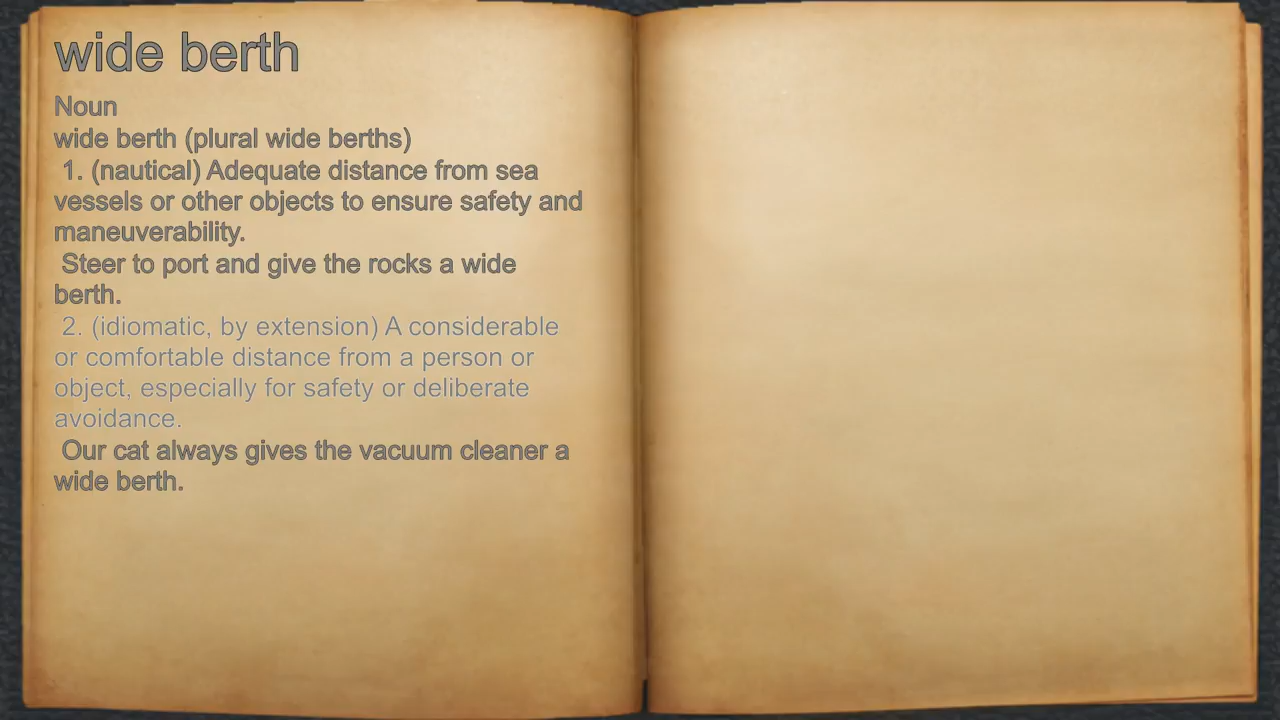 wide berth
Noun
wide berth (plural wide berths)
1. (nautical) Adequate distance from sea
vessels or other objects to ensure safety and
maneuverability.
Steer to port and give the rocks a wide
berth.
2. (idiomatic, by extension) A considerable
or comfortable distance from a person or
object, especially for safety or deliberate
avoidance.
Our cat always gives the vacuum cleaner a
wide berth.